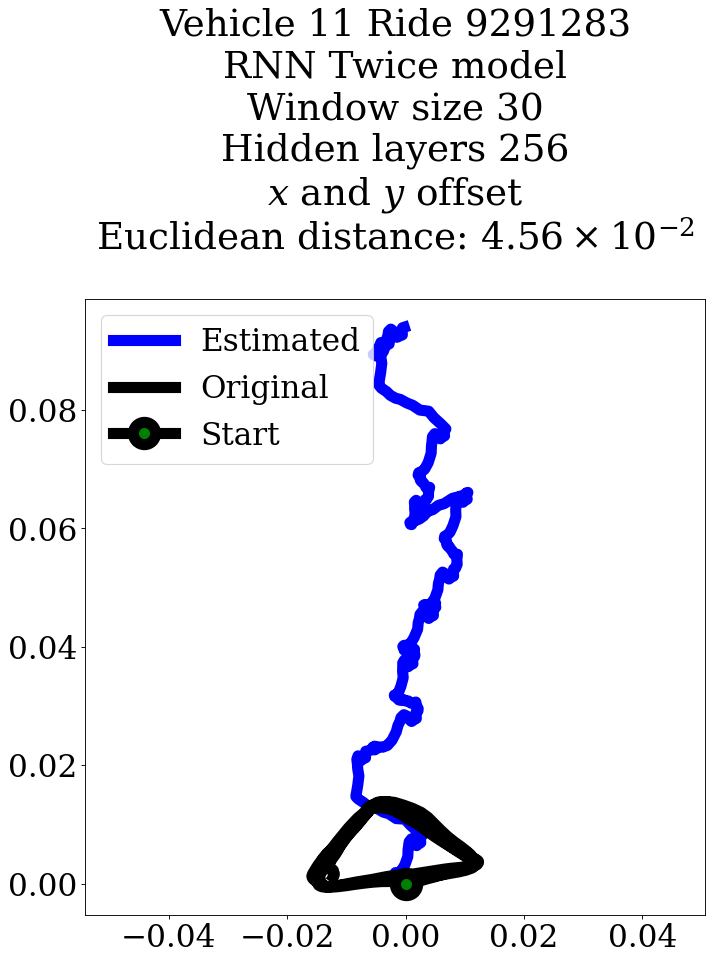 Vehicle 11 Ride 9291283
RNN Twice model
Window size 30
Hidden layers 256
x and y offset
Euclidean distance: 4.56 × 10⁻²
Estimated
Original
Start
0.08
0.06
0.04
0.02
0.00
−0.04 −0.02 0.00 0.02 0.04